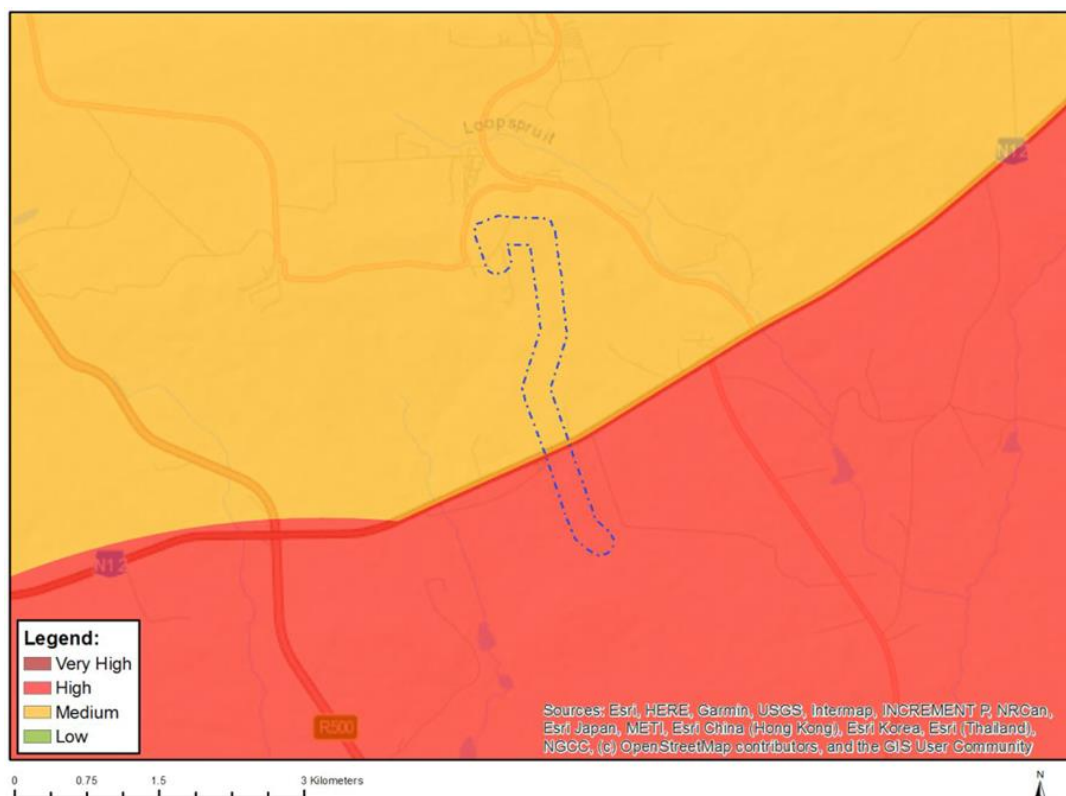 Loopspruit
N12
N12
R500
Legend:
Very High
High
Medium
Low
Sources: Esri, HERE, Garmin, USGS, Intermap, INCREMENT P, NRCan,
Esri Japan, METI, Esri China (Hong Kong), Esri Korea, Esri (Thailand),
NGCC, (c) OpenStreetMap contributors, and the GIS User Community
0 0.75 1.5 3 Kilometers
N